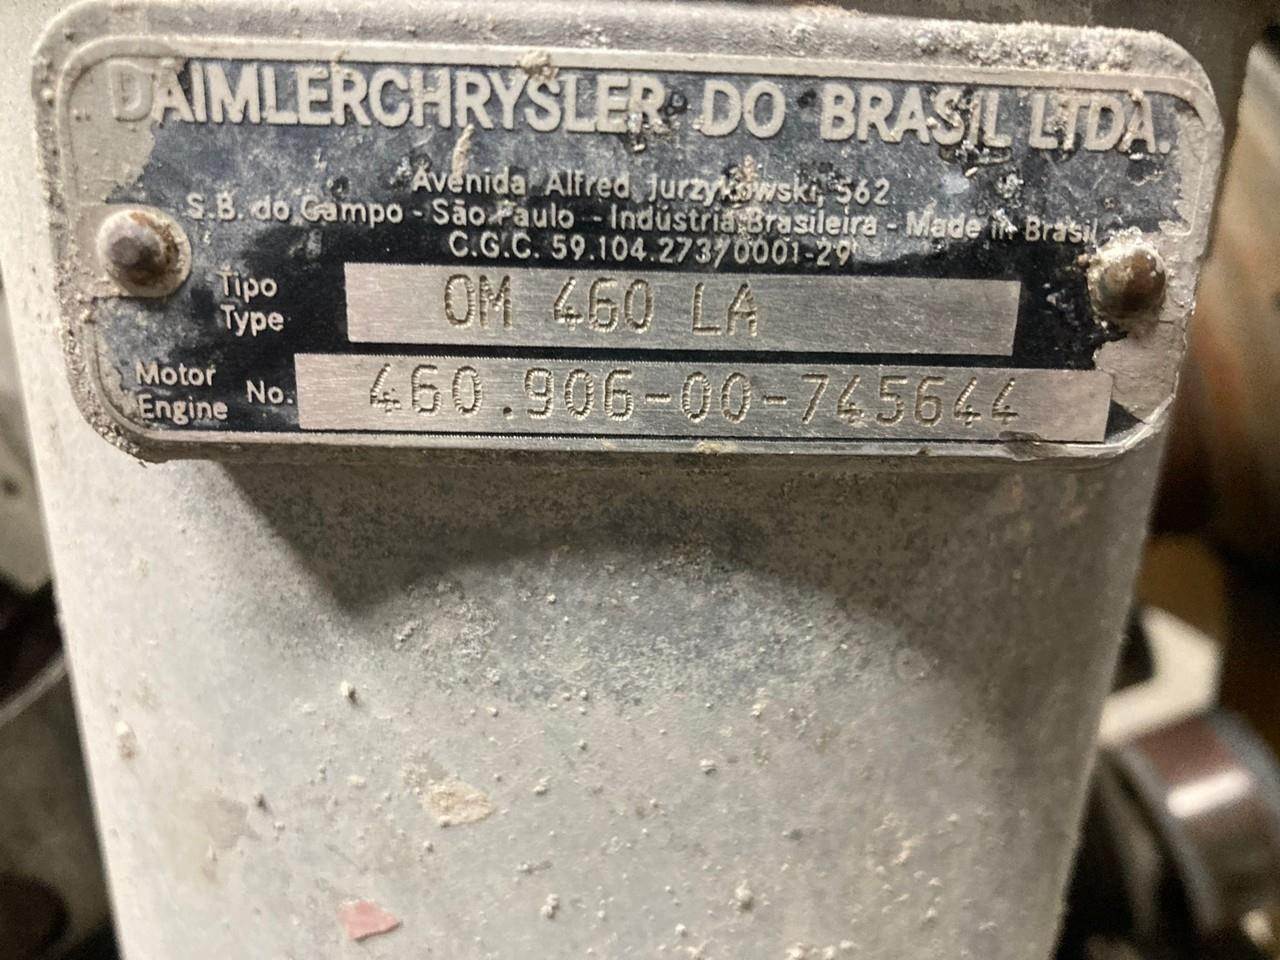 DAIMLERCHRYSLER DO BRASIL LTDA.
Avenida Alfred Jurzykowski, 562
S.B. do Campo - São Paulo - Indústria Brasileira - Made in Brasil
C.G.C. 59.104.273/0001-29
Tipo
Type
OM 460 LA
Motor
Engine
No.
460.906-00-745644